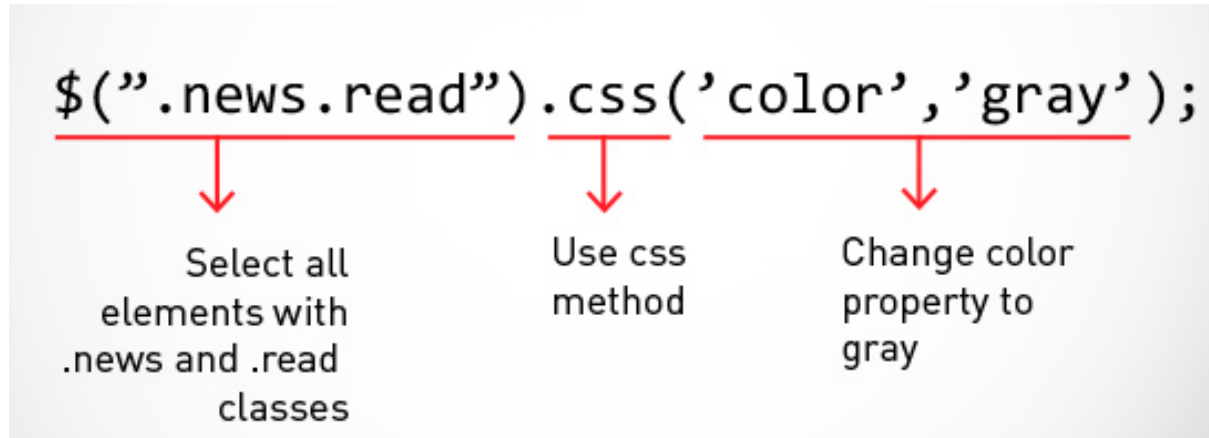 $(”.news.read”).css(’color’,’gray’);
Select all
elements with
.news and .read
classes
Use css
method
Change color
property to
gray